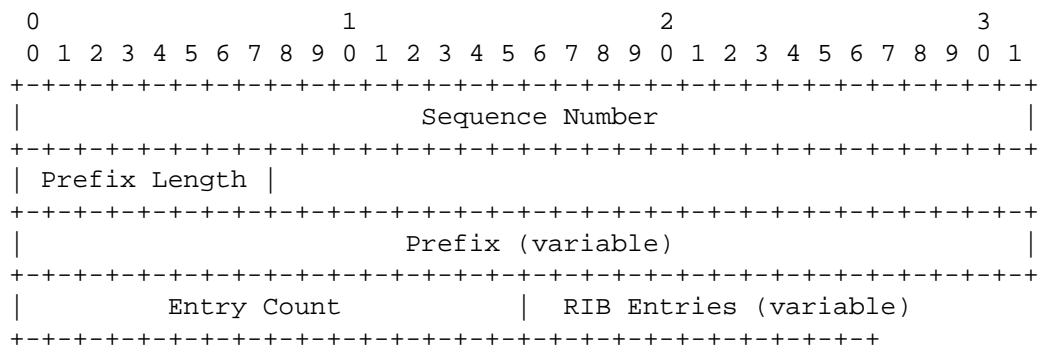 0                   1                   2                   3
 0 1 2 3 4 5 6 7 8 9 0 1 2 3 4 5 6 7 8 9 0 1 2 3 4 5 6 7 8 9 0 1
+-+-+-+-+-+-+-+-+-+-+-+-+-+-+-+-+-+-+-+-+-+-+-+-+-+-+-+-+-+-+-+-+
|                         Sequence Number                       |
+-+-+-+-+-+-+-+-+-+-+-+-+-+-+-+-+-+-+-+-+-+-+-+-+-+-+-+-+-+-+-+-+
| Prefix Length |
+-+-+-+-+-+-+-+-+-+-+-+-+-+-+-+-+-+-+-+-+-+-+-+-+-+-+-+-+-+-+-+-+
|                        Prefix (variable)                      |
+-+-+-+-+-+-+-+-+-+-+-+-+-+-+-+-+-+-+-+-+-+-+-+-+-+-+-+-+-+-+-+-+
|         Entry Count           |  RIB Entries (variable)
+-+-+-+-+-+-+-+-+-+-+-+-+-+-+-+-+-+-+-+-+-+-+-+-+-+-+-+